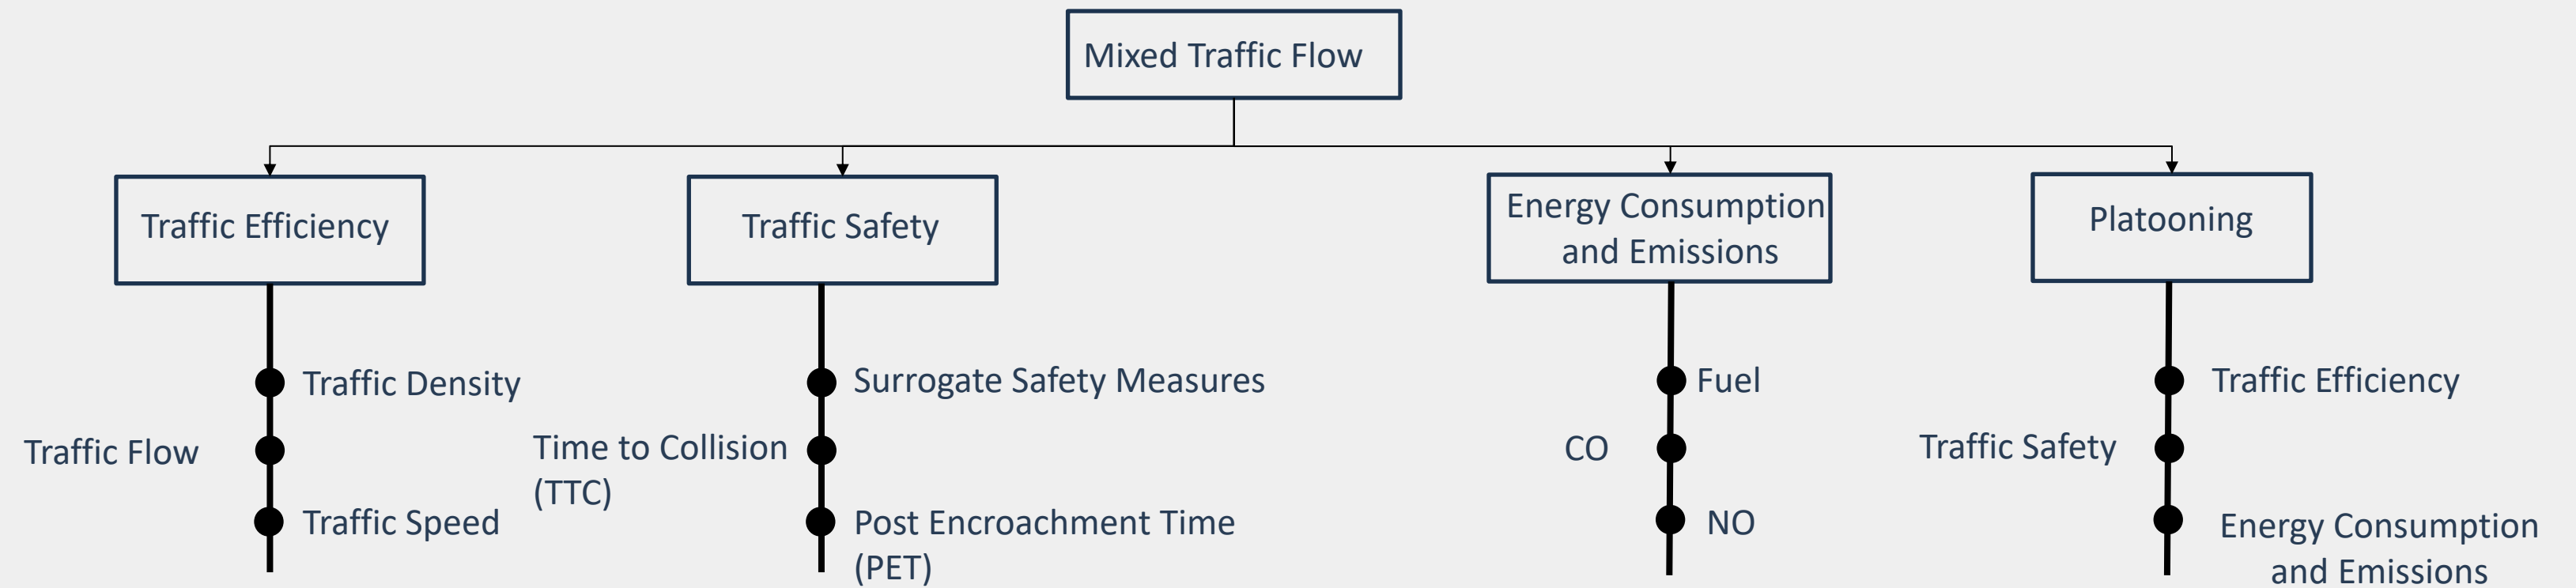 Mixed Traffic Flow
Traffic Efficiency
Traffic Safety
Energy Consumption
and Emissions
Platooning
Traffic Density
Traffic Flow
Traffic Speed
Surrogate Safety Measures
Time to Collision
(TTC)
Post Encroachment Time
(PET)
Fuel
CO
NO
Traffic Efficiency
Traffic Safety
Energy Consumption
and Emissions